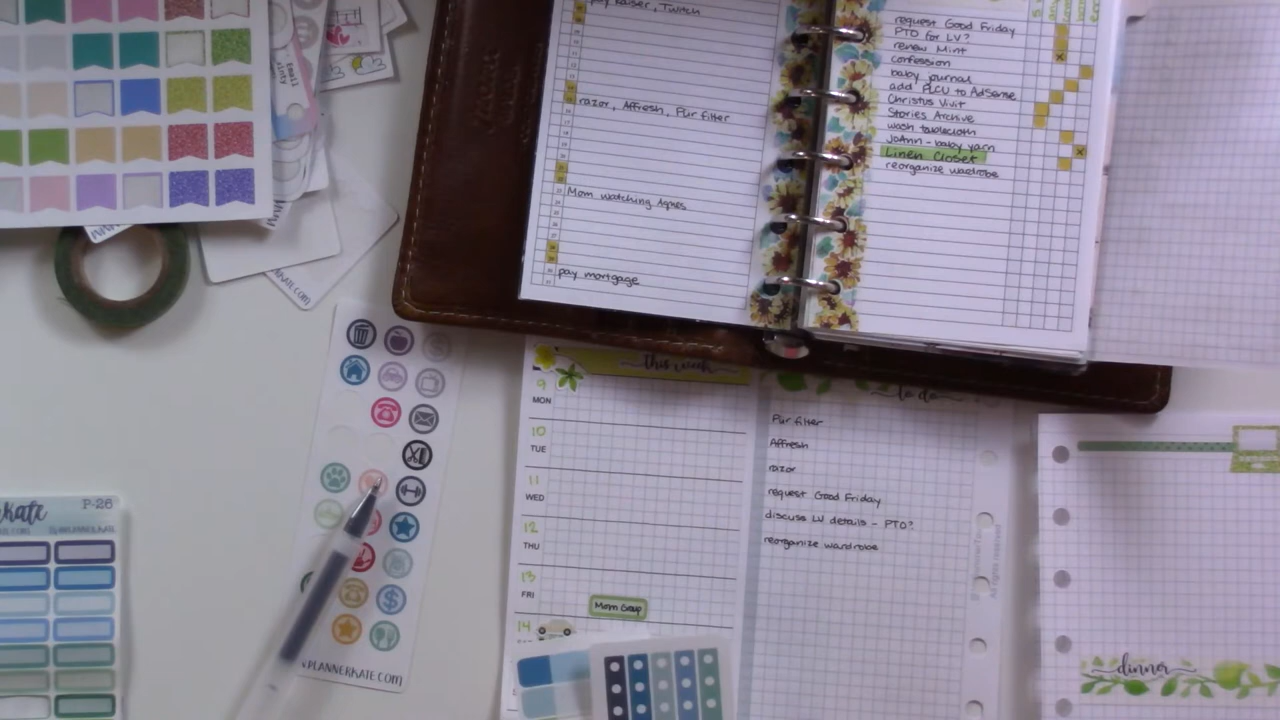 pay Kaiser, Twitch
razor, Affresh, Pur filter
Mom watching Agnes
pay mortgage
request Good Friday
PTO for LV?
renew Mint
confession
baby journal
add PLCU to AdSense
Christus Vivit
Stories Archive
wash tablecloth
JoAnn - baby yarn
Linen Closet
reorganize wardrobe
this week
9
MON
10
TUE
11
WED
12
THU
13
FRI
Mom Group
14
to do
Pur filter
Affresh
razor
request Good Friday
discuss LV details - PTO?
reorganize wardrobe
dinner
Email
PLANNERKATE.COM
P-26